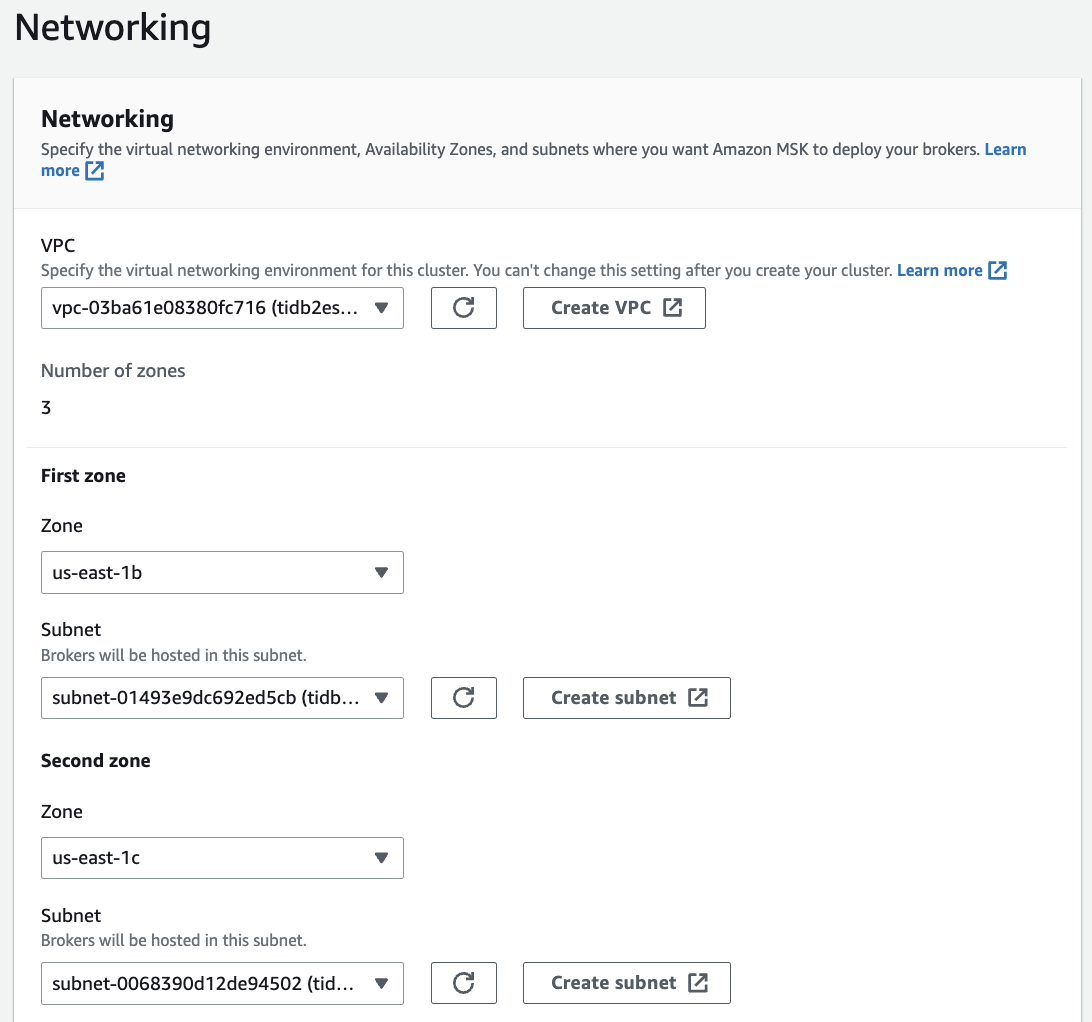 Networking
Networking
Specify the virtual networking environment, Availability Zones, and subnets where you want Amazon MSK to deploy your brokers. Learn
more
VPC
Specify the virtual networking environment for this cluster. You can't change this setting after you create your cluster. Learn more
vpc-03ba61e08380fc716 (tidb2es...
Create VPC
Number of zones
3
First zone
Zone
us-east-1b
Subnet
Brokers will be hosted in this subnet.
subnet-01493e9dc692ed5cb (tidb...
Create subnet
Second zone
Zone
us-east-1c
Subnet
Brokers will be hosted in this subnet.
subnet-0068390d12de94502 (tid...
Create subnet